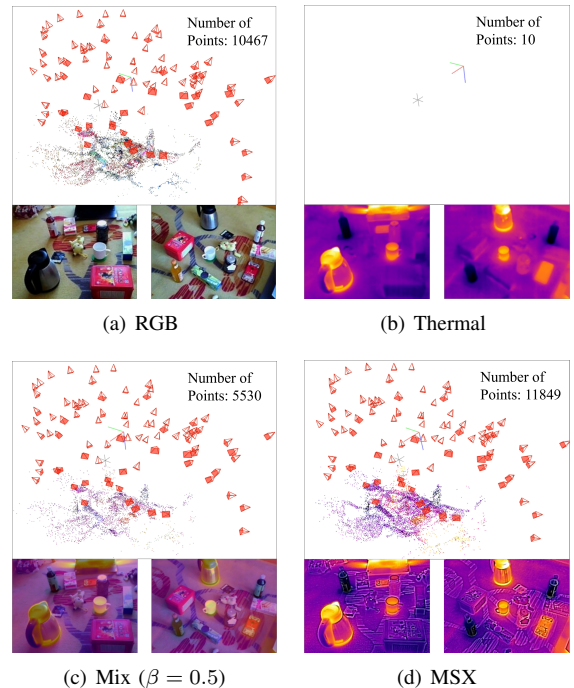 Number of
Points: 10467
Number of
Points: 10
(a) RGB
(b) Thermal
Number of
Points: 5530
Number of
Points: 11849
(c) Mix (β = 0.5)
(d) MSX